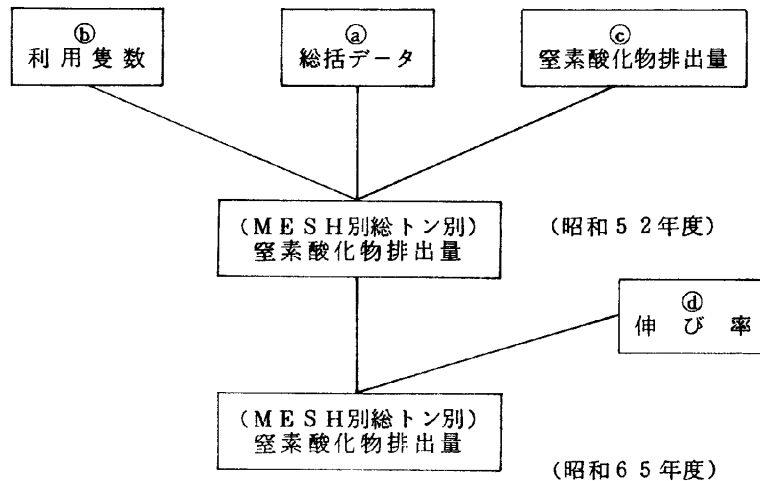 ⓑ
利用隻数
ⓐ
総括データ
ⓒ
窒素酸化物排出量
（MESH別総トン別）
窒素酸化物排出量
（昭和52年度）
ⓓ
伸び率
（MESH別総トン別）
窒素酸化物排出量
（昭和65年度）